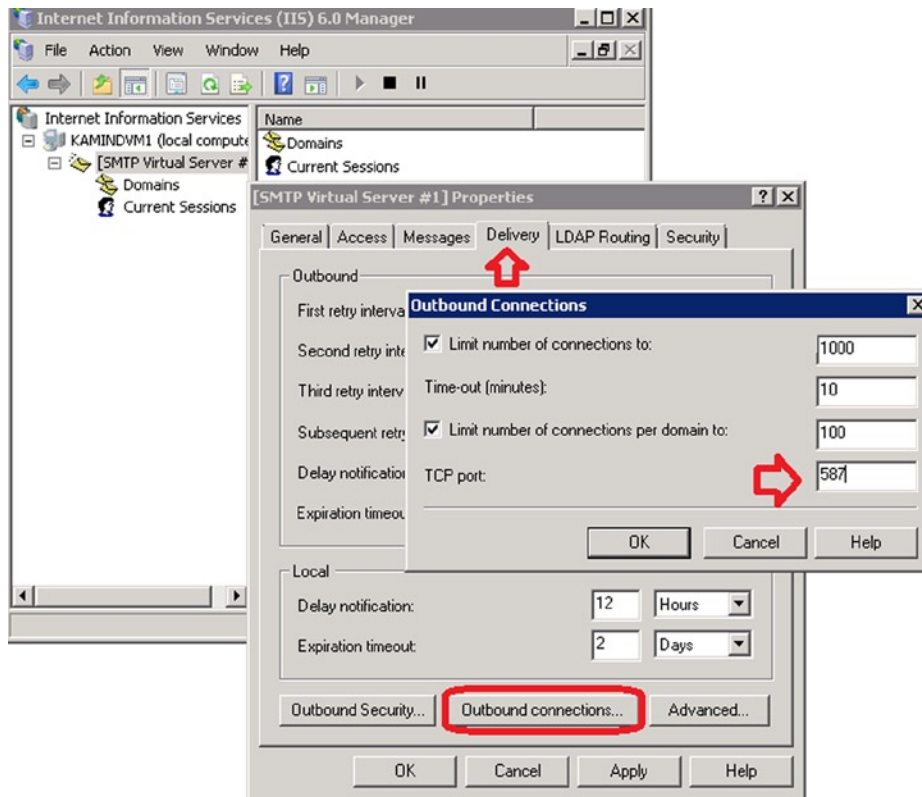 Internet Information Services (IIS) 6.0 Manager
File Action View Window Help
Internet Information Services
KAMINDVM1 (local compute
[SMTP Virtual Server #
Domains
Current Sessions
Name
Domains
Current Sessions
[SMTP Virtual Server #1] Properties
General Access Messages Delivery LDAP Routing Security
Outbound
First retry interva
Second retry inte
Third retry interv
Subsequent retry
Delay notification
Expiration timeou
Outbound Connections
Limit number of connections to: 1000
Time-out (minutes): 10
Limit number of connections per domain to: 100
TCP port: 587
OK Cancel Help
Local
Delay notification: 12 Hours
Expiration timeout: 2 Days
Outbound Security... Outbound connections... Advanced...
OK Cancel Apply Help